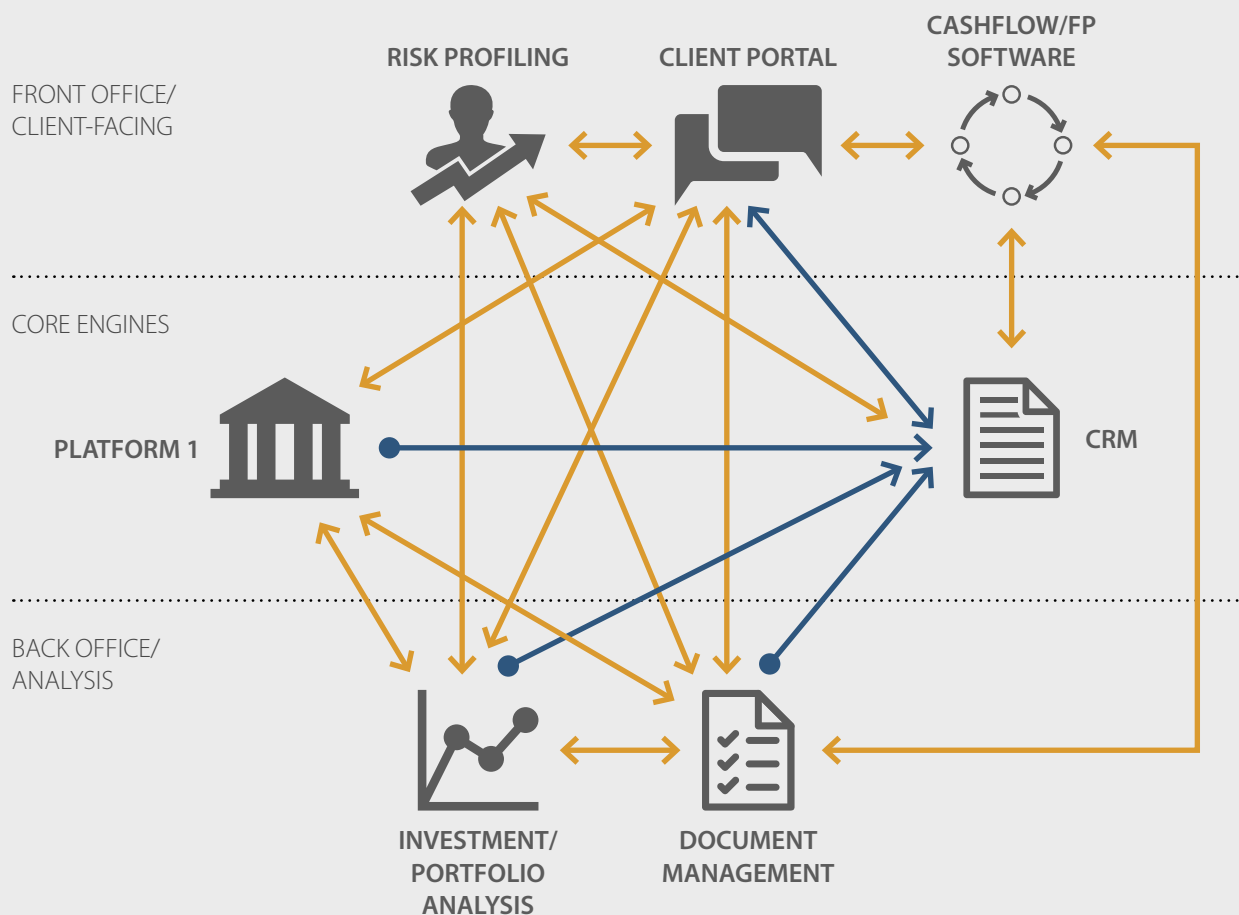 CASHFLOW/FP
SOFTWARE
RISK PROFILING
CLIENT PORTAL
FRONT OFFICE/
CLIENT-FACING
CORE ENGINES
PLATFORM 1
CRM
BACK OFFICE/
ANALYSIS
INVESTMENT/
PORTFOLIO
ANALYSIS
DOCUMENT
MANAGEMENT